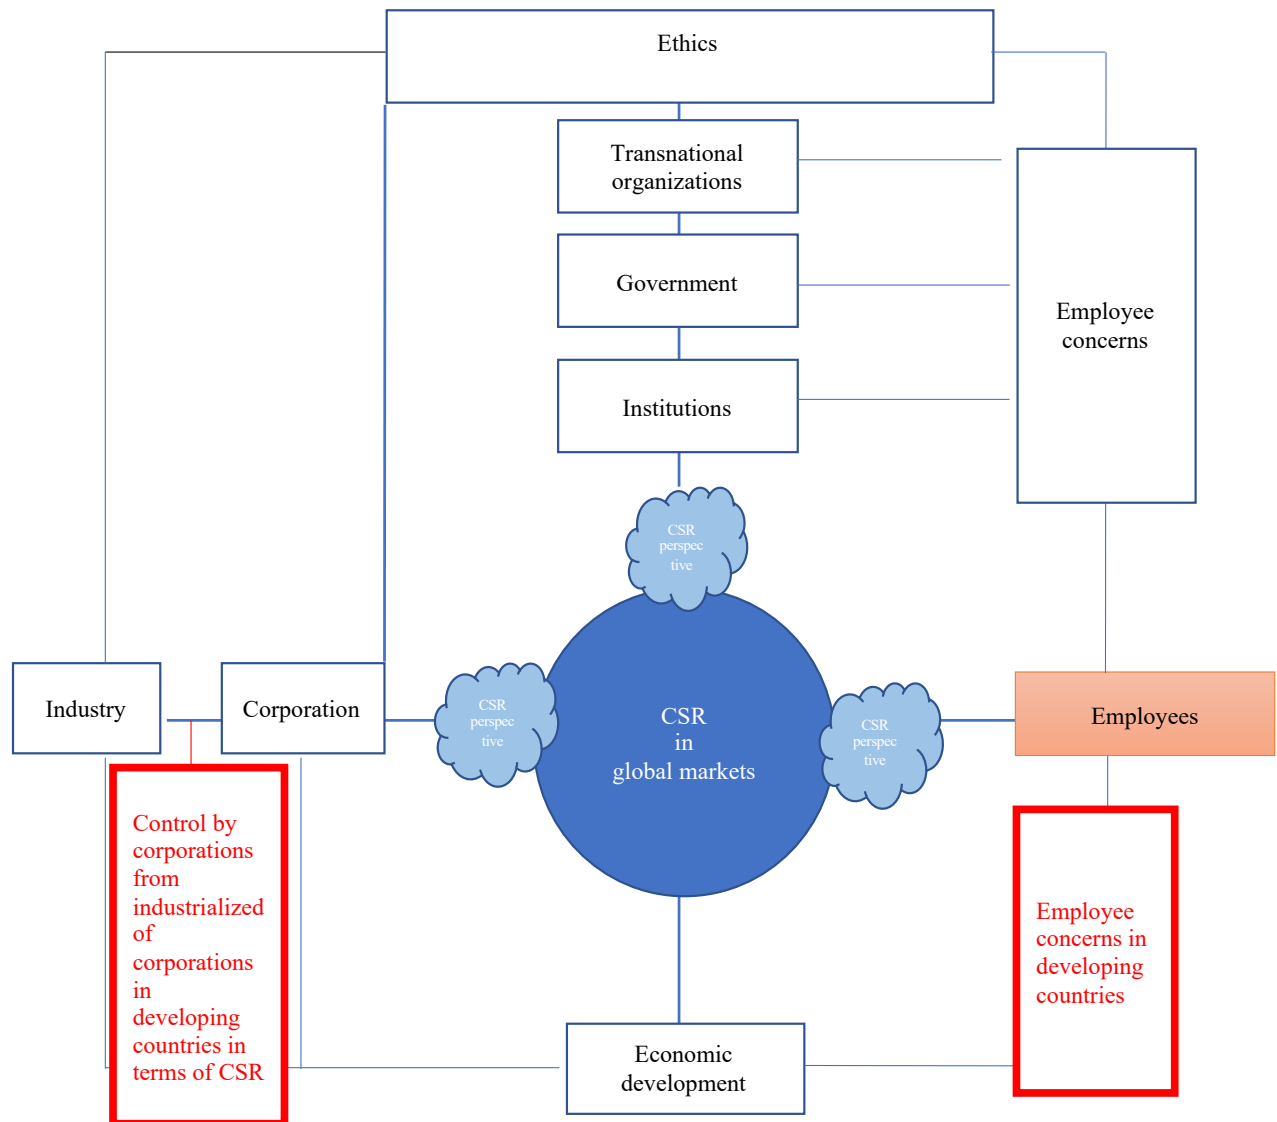 Ethics
Transnational
organizations
Government
Employee
concerns
Institutions
CSR
perspec
tive
Industry
Corporation
CSR
perspec
tive
CSR
in
global markets
CSR
perspec
tive
Employees
Control by
corporations
from
industrialized
of
corporations
in
developing
countries in
terms of CSR
Employee
concerns in
developing
countries
Economic
development